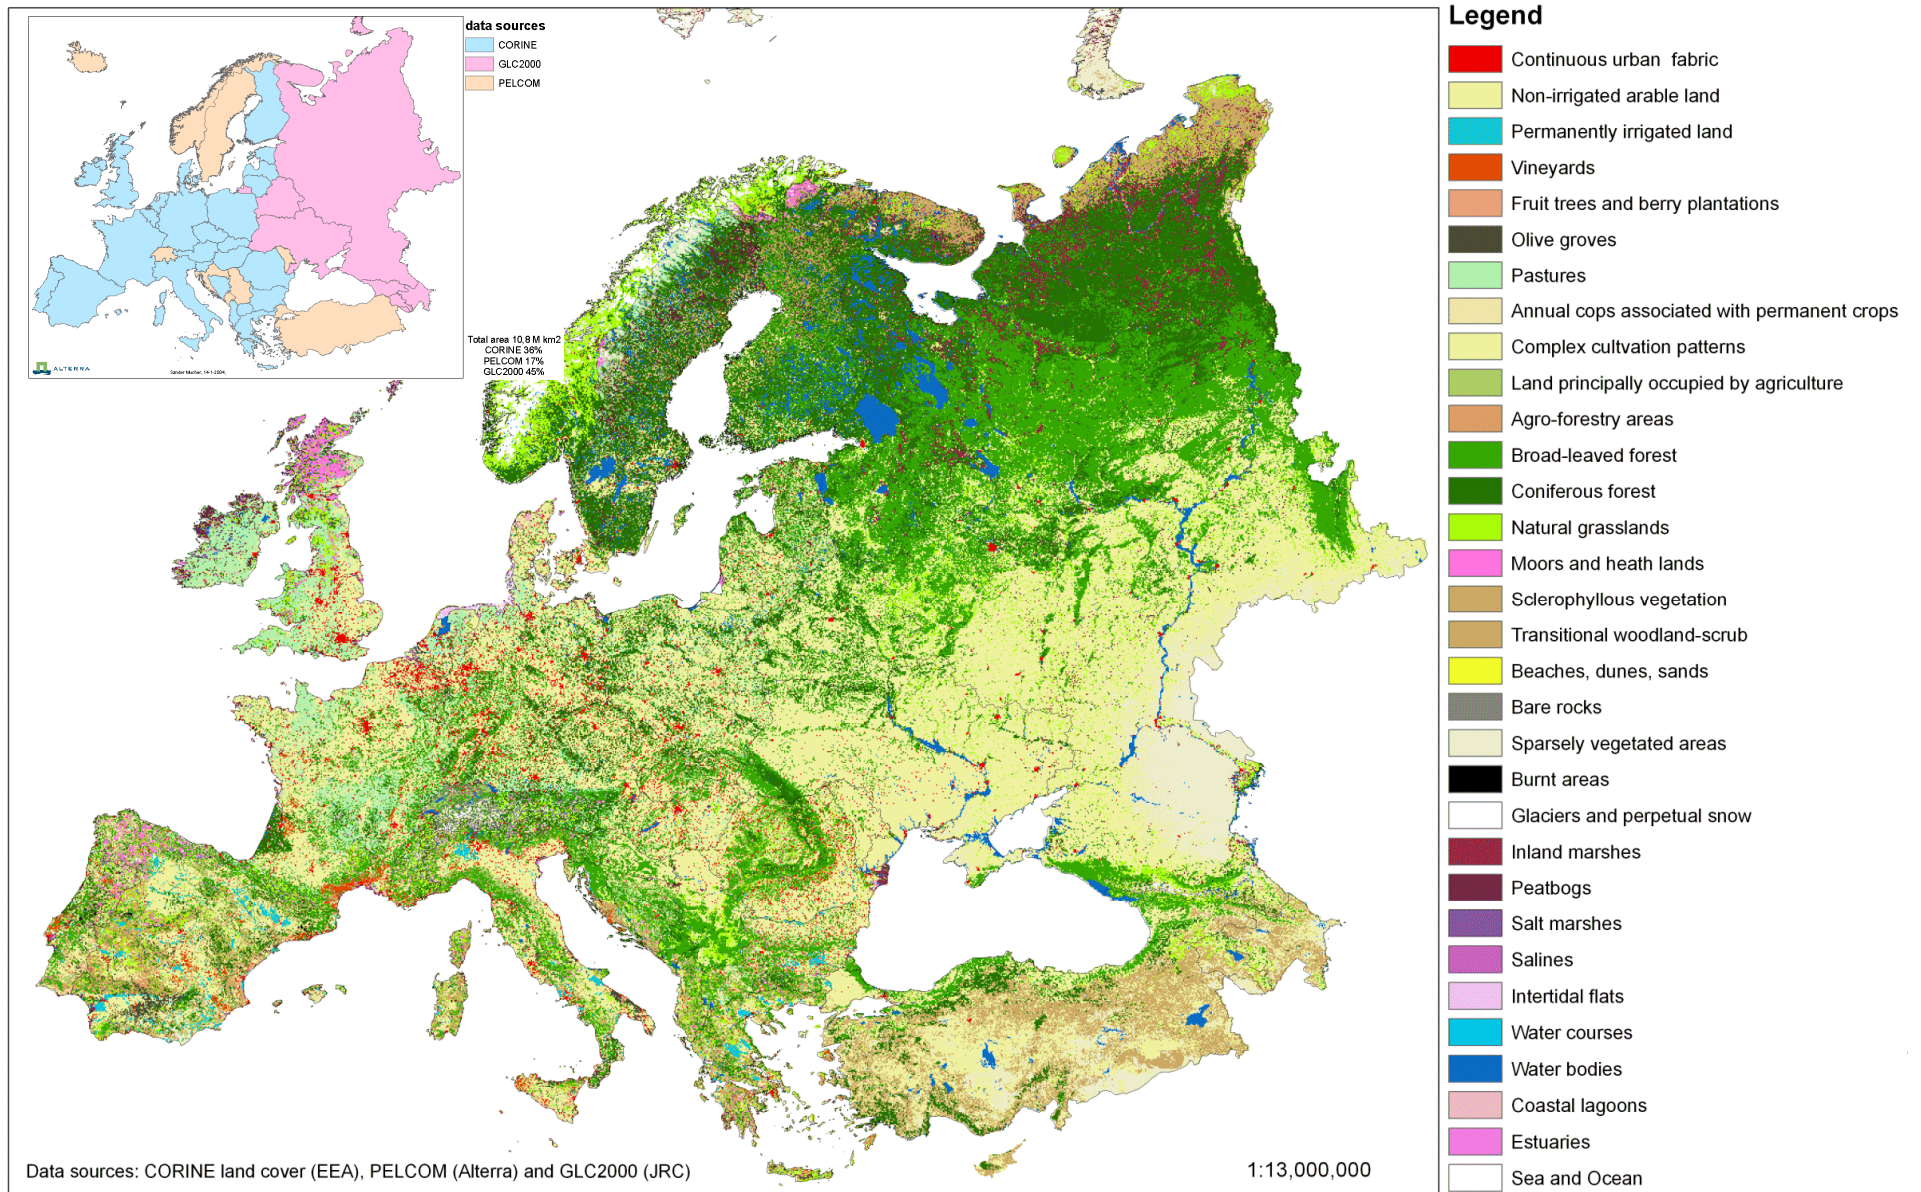 data sources
CORINE
GLC2000
PELCOM
ALTERRA
Sander Mucher, 14-1-2004,
Total area 10,8 M km2
CORINE 36%
PELCOM 17%
GLC2000 45%
Data sources: CORINE land cover (EEA), PELCOM (Alterra) and GLC2000 (JRC)
1:13,000,000
Legend
Continuous urban fabric
Non-irrigated arable land
Permanently irrigated land
Vineyards
Fruit trees and berry plantations
Olive groves
Pastures
Annual cops associated with permanent crops
Complex cultvation patterns
Land principally occupied by agriculture
Agro-forestry areas
Broad-leaved forest
Coniferous forest
Natural grasslands
Moors and heath lands
Sclerophyllous vegetation
Transitional woodland-scrub
Beaches, dunes, sands
Bare rocks
Sparsely vegetated areas
Burnt areas
Glaciers and perpetual snow
Inland marshes
Peatbogs
Salt marshes
Salines
Intertidal flats
Water courses
Water bodies
Coastal lagoons
Estuaries
Sea and Ocean